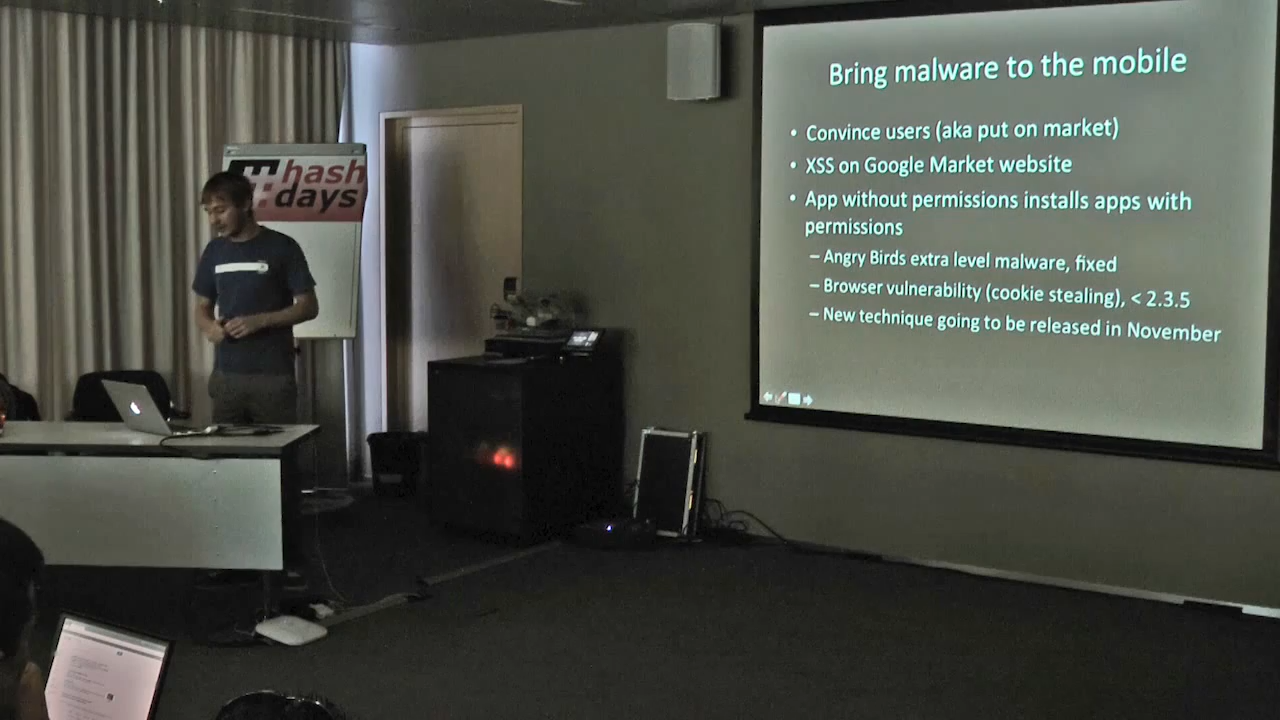 hash
days
Bring malware to the mobile
• Convince users (aka put on market)
• XSS on Google Market website
• App without permissions installs apps with
permissions
– Angry Birds extra level malware, fixed
– Browser vulnerability (cookie stealing), < 2.3.5
– New technique going to be released in November